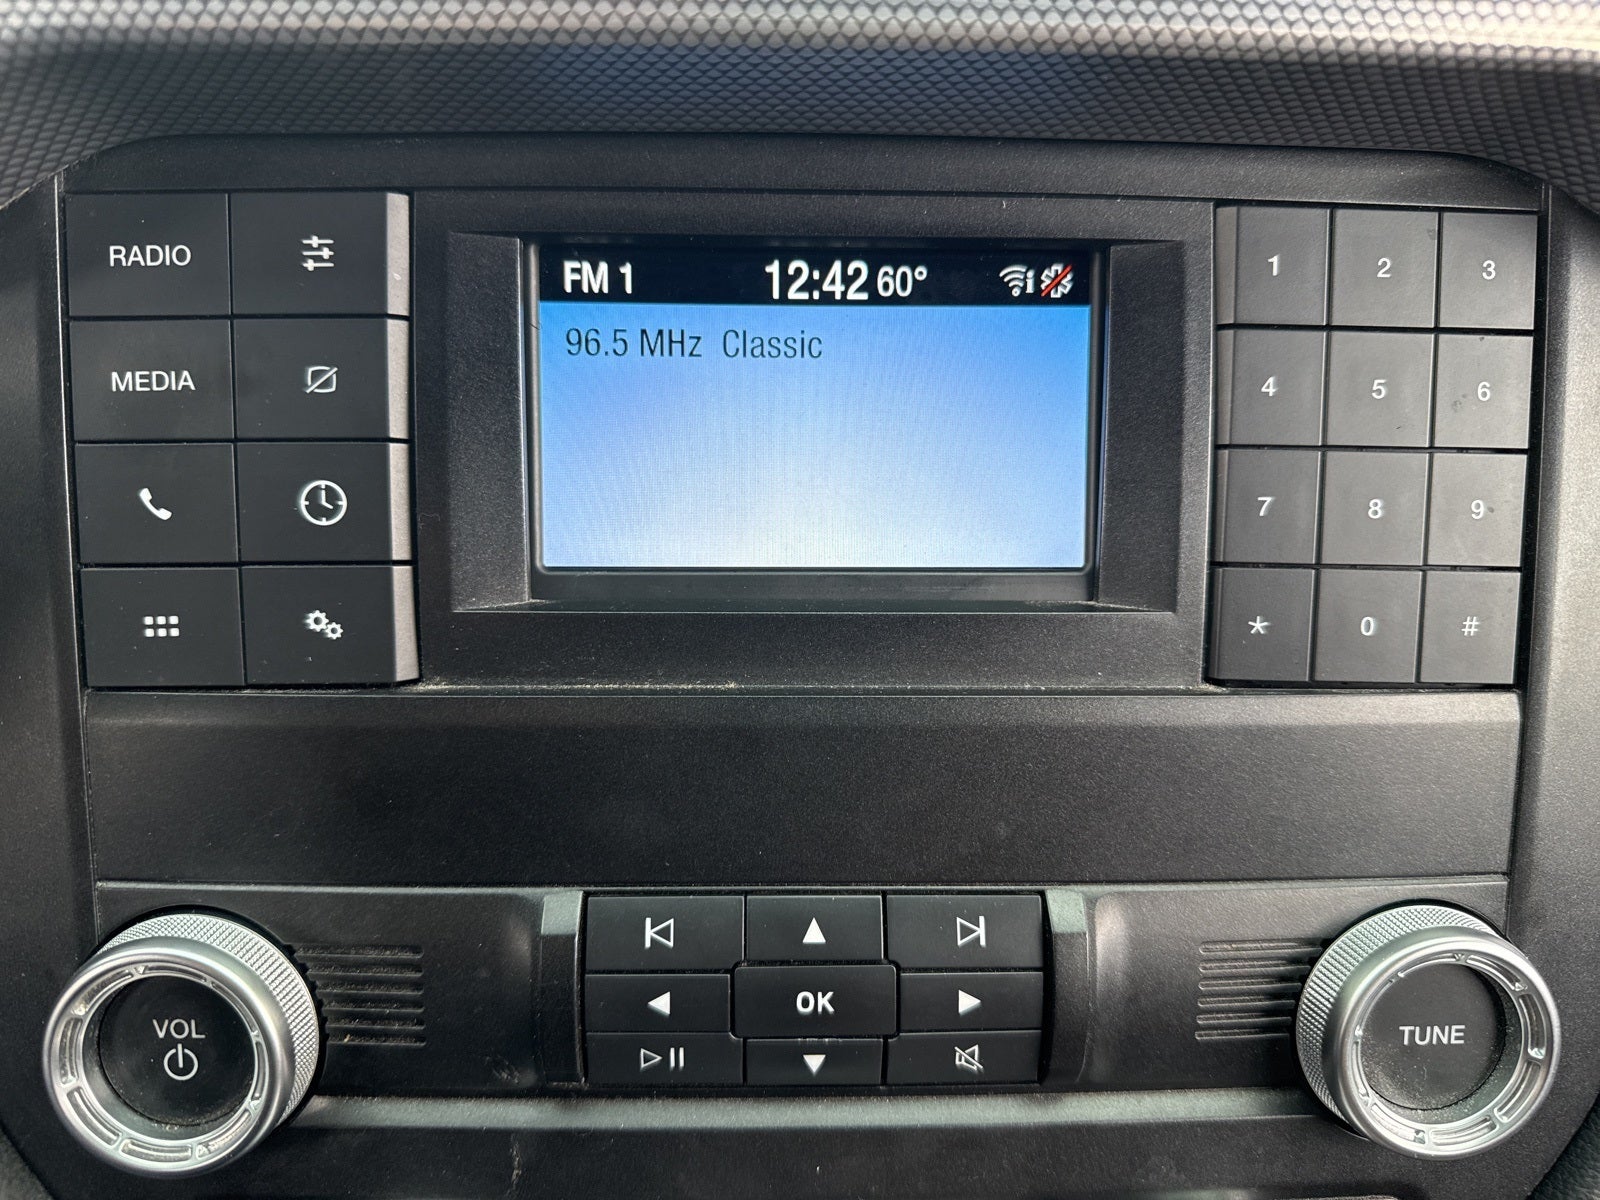 FM 1 12:42 60°
96.5 MHz Classic
RADIO
MEDIA
1 2 3
4 5 6
7 8 9
* 0 #
VOL
OK
TUNE